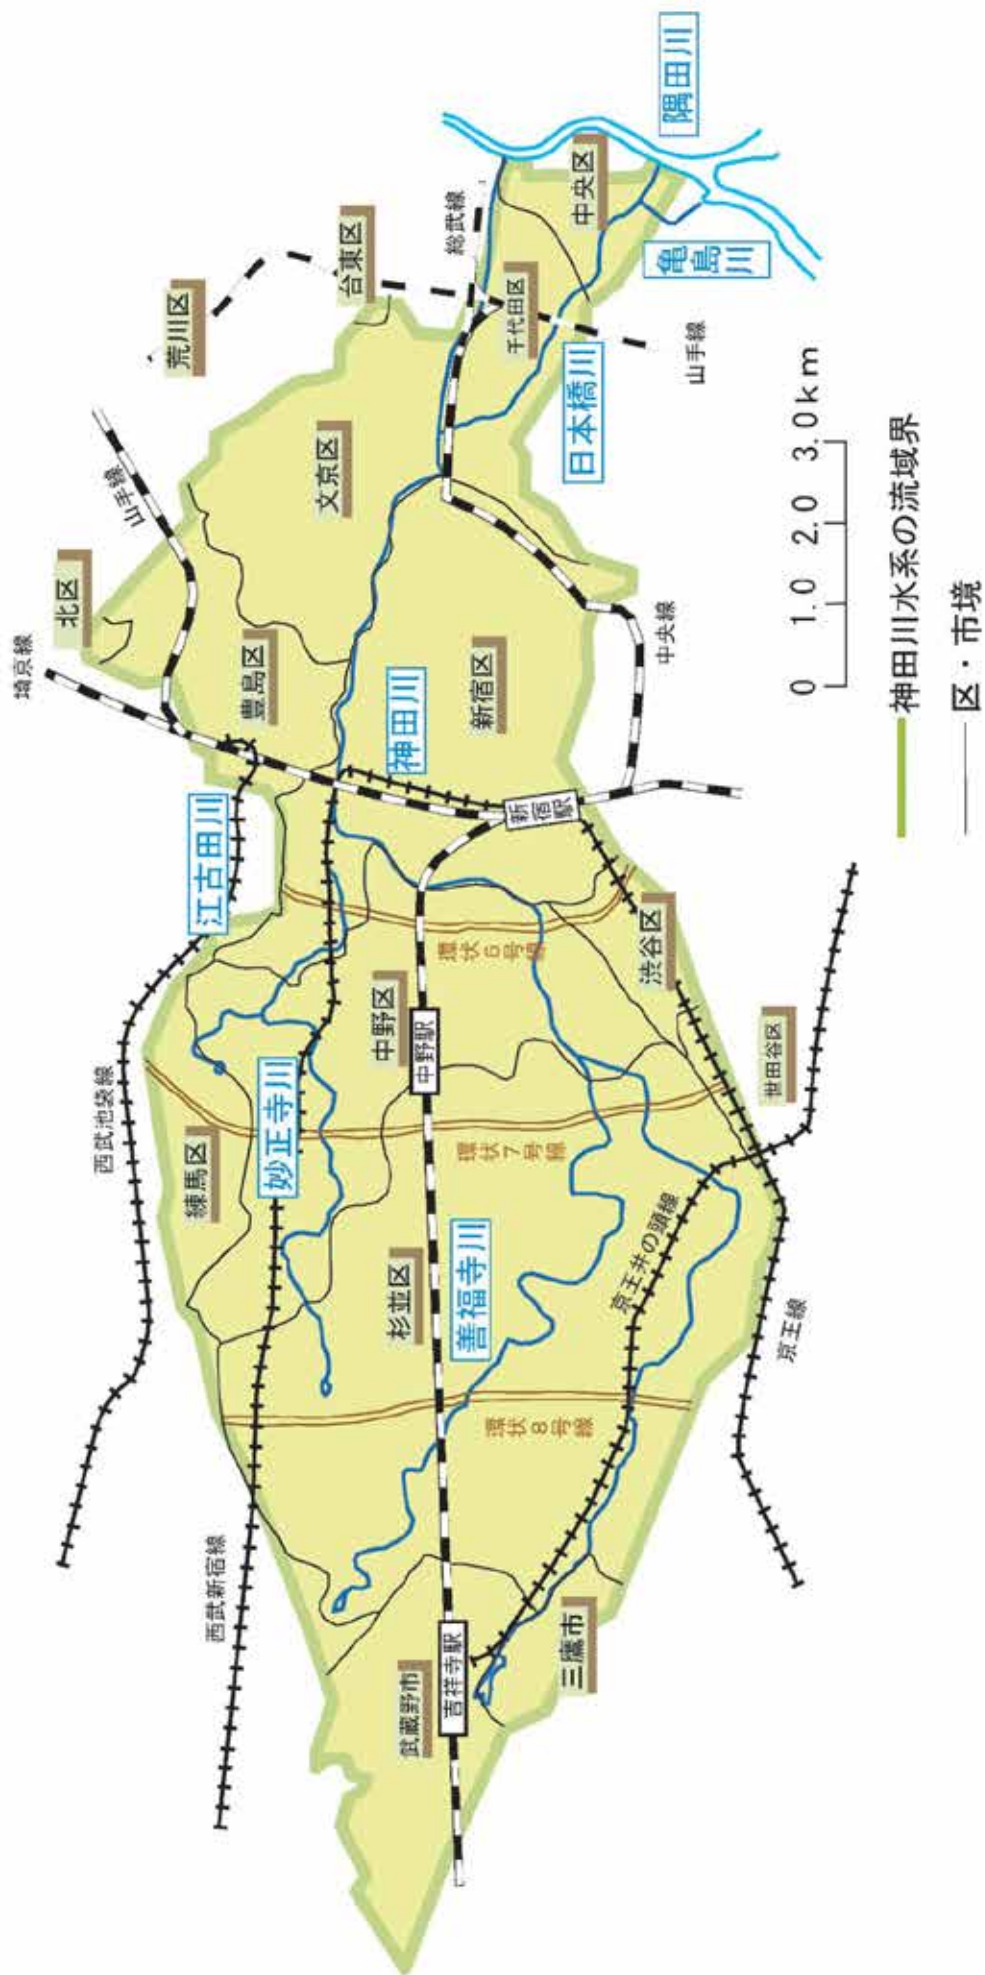 埼京線
北区
山手線
荒川区
台東区
総武線
隅田川
中央区
亀島川
千代田区
山手線
日本橋川
文京区
豊島区
神田川
新宿区
中央線
江古田川
新宿駅
西武池袋線
環状6号線
渋谷区
中野区
中野駅
世田谷区
練馬区
妙正寺川
環状7号線
杉並区
善福寺川
京王井の頭線
京王線
環状8号線
西武新宿線
武蔵野市
吉祥寺駅
三鷹市
0 1.0 2.0 3.0km
神田川水系の流域界
区・市境